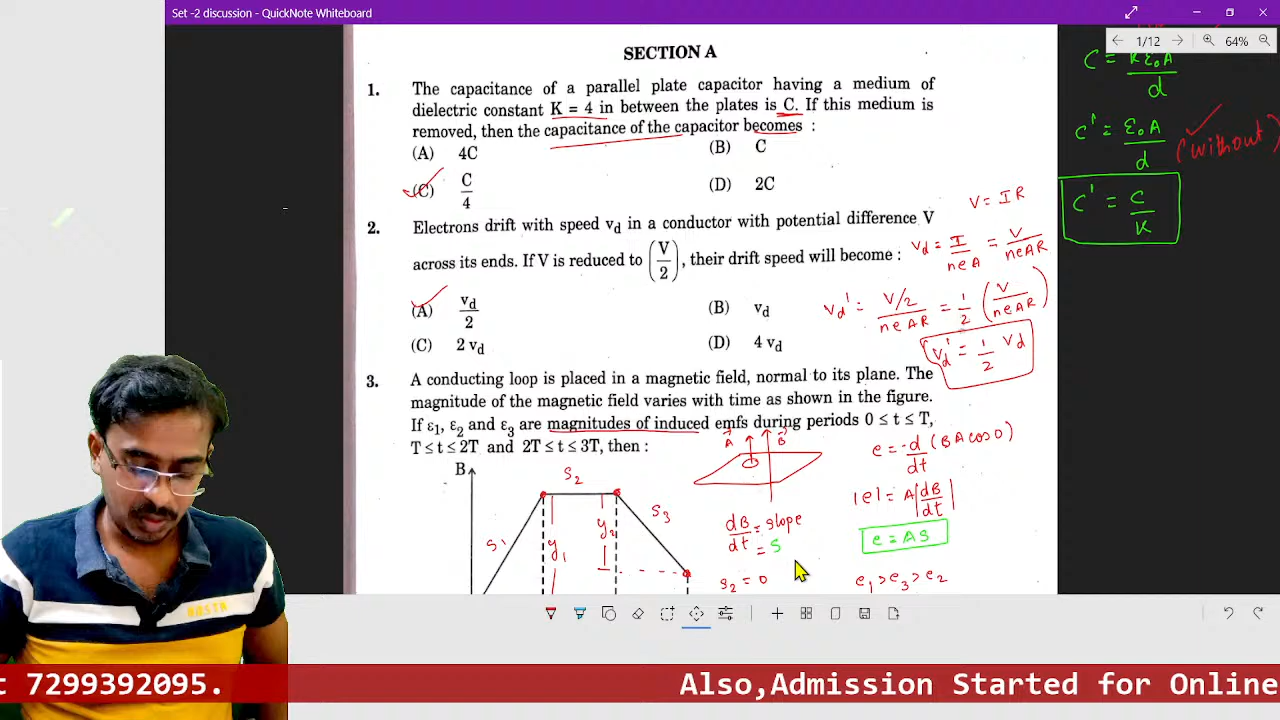 Set -2 discussion - QuickNote Whiteboard
1/12
64%
SECTION A
1. The capacitance of a parallel plate capacitor having a medium of
dielectric constant K = 4 in between the plates is C. If this medium is
removed, then the capacitance of the capacitor becomes :
(A) 4C
(B) C
(C) C/4
(D) 2C
C = Kε₀A/d
C' = ε₀A/d (without)
C' = C/K
2. Electrons drift with speed vd in a conductor with potential difference V
across its ends. If V is reduced to (V/2), their drift speed will become :
(A) vd/2
(B) vd
(C) 2 vd
(D) 4 vd
V = IR
vd = I/neA = V/neAR
vd' = V/2/neAR = 1/2 (V/neAR)
vd' = 1/2 vd
3. A conducting loop is placed in a magnetic field, normal to its plane. The
magnitude of the magnetic field varies with time as shown in the figure.
If ε₁, ε₂ and ε₃ are magnitudes of induced emfs during periods 0 ≤ t ≤ T,
T ≤ t ≤ 2T and 2T ≤ t ≤ 3T, then :
B
S₂
S₁
S₃
y₁
y₂
A
B
e = -d/dt (BA cos0)
|e| = A|dB/dt|
dB/dt = slope
= S
e = AS
s₂ = 0
e₁ > e₃ > e₂
t 7299392095.
Also,Admission Started for Online